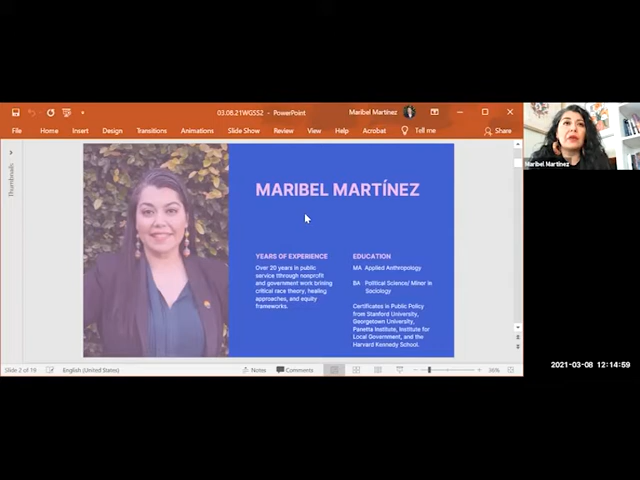 03.08.21WGSS2 - PowerPoint
Maribel Martinez
File Home Insert Design Transitions Animations Slide Show Review View Help Acrobat Tell me Share
Thumbnails
MARIBEL MARTÍNEZ
YEARS OF EXPERIENCE
Over 20 years in public
service tthrough nonprofit
and government work brining
critical race theory, healing
approaches, and equity
frameworks.
EDUCATION
MA Applied Anthropology
BA Political Science/ Minor in
Sociology
Certificates in Public Policy
from Stanford University,
Georgetown University,
Panetta Institute, Institute for
Local Government, and the
Harvard Kennedy School.
Maribel Martinez
2021-03-08 12:14:59
Slide 2 of 19 English (United States) Notes Comments 36%